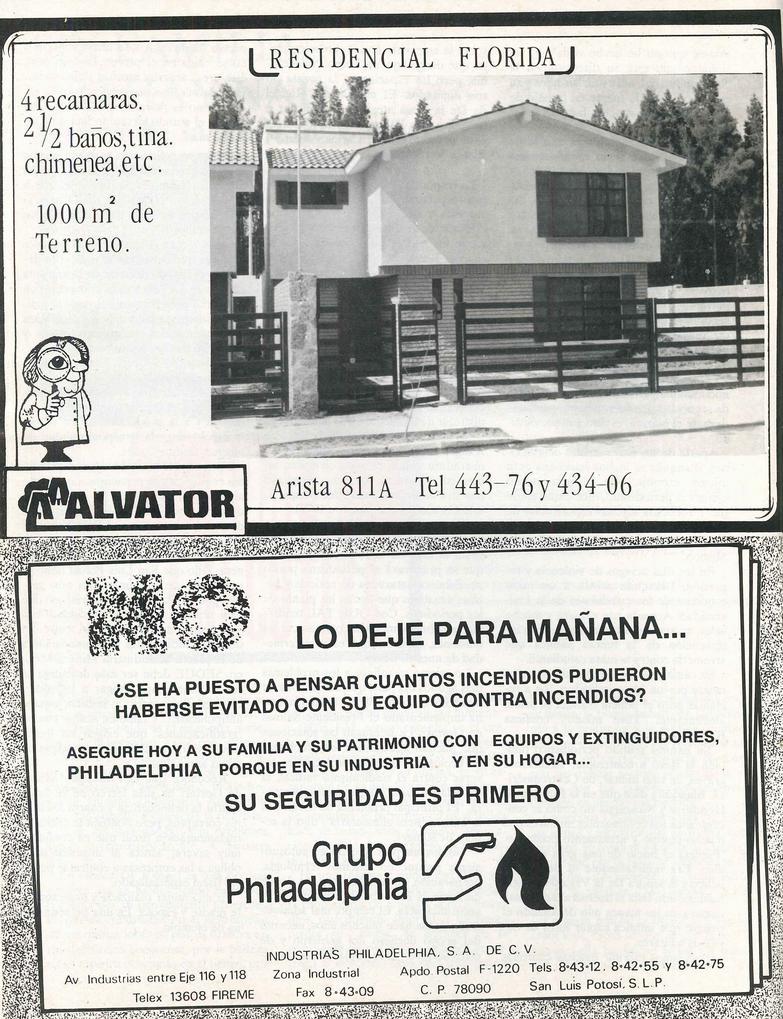 RESIDENCIAL FLORIDA
4 recamaras.
2 1/2 baños, tina.
chimenea, etc.
1000 m² de
Terreno.
MALVATOR
Arista 811A Tel 443-76 y 434-06
NO LO DEJE PARA MAÑANA...
¿SE HA PUESTO A PENSAR CUANTOS INCENDIOS PUDIERON
HABERSE EVITADO CON SU EQUIPO CONTRA INCENDIOS?
ASEGURE HOY A SU FAMILIA Y SU PATRIMONIO CON EQUIPOS Y EXTINGUIDORES,
PHILADELPHIA PORQUE EN SU INDUSTRIA . Y EN SU HOGAR...
SU SEGURIDAD ES PRIMERO
Grupo
Philadelphia
INDUSTRIAS PHILADELPHIA, S. A. DE C. V.
Av. Industrias entre Eje 116 y 118 Zona Industrial Apdo. Postal F-1220 Tels. 8-43-12. 8-42-55 y 8-42-75
Telex 13608 FIREME Fax 8-43-09 C. P. 78090 San Luis Potosí, S. L. P.